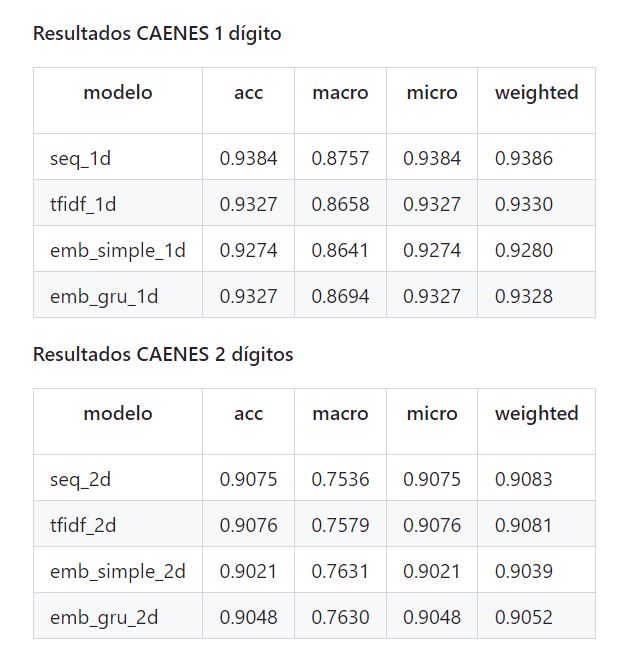 Resultados CAENES 1 dígito
modelo acc macro micro weighted
seq_1d 0.9384 0.8757 0.9384 0.9386
tfidf_1d 0.9327 0.8658 0.9327 0.9330
emb_simple_1d 0.9274 0.8641 0.9274 0.9280
emb_gru_1d 0.9327 0.8694 0.9327 0.9328
Resultados CAENES 2 dígitos
modelo acc macro micro weighted
seq_2d 0.9075 0.7536 0.9075 0.9083
tfidf_2d 0.9076 0.7579 0.9076 0.9081
emb_simple_2d 0.9021 0.7631 0.9021 0.9039
emb_gru_2d 0.9048 0.7630 0.9048 0.9052